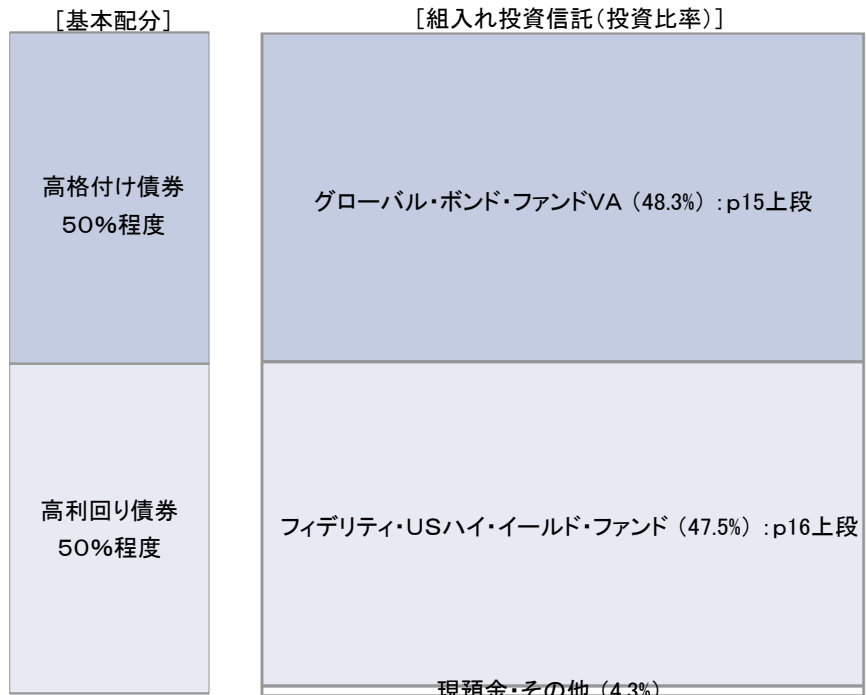 [基本配分]
[組入れ投資信託(投資比率)]
高格付け債券
50%程度
グローバル・ボンド・ファンドVA (48.3%) :p15上段
高利回り債券
50%程度
フィデリティ・USハイ・イールド・ファンド (47.5%) :p16上段
現預金・その他 (4.3%)